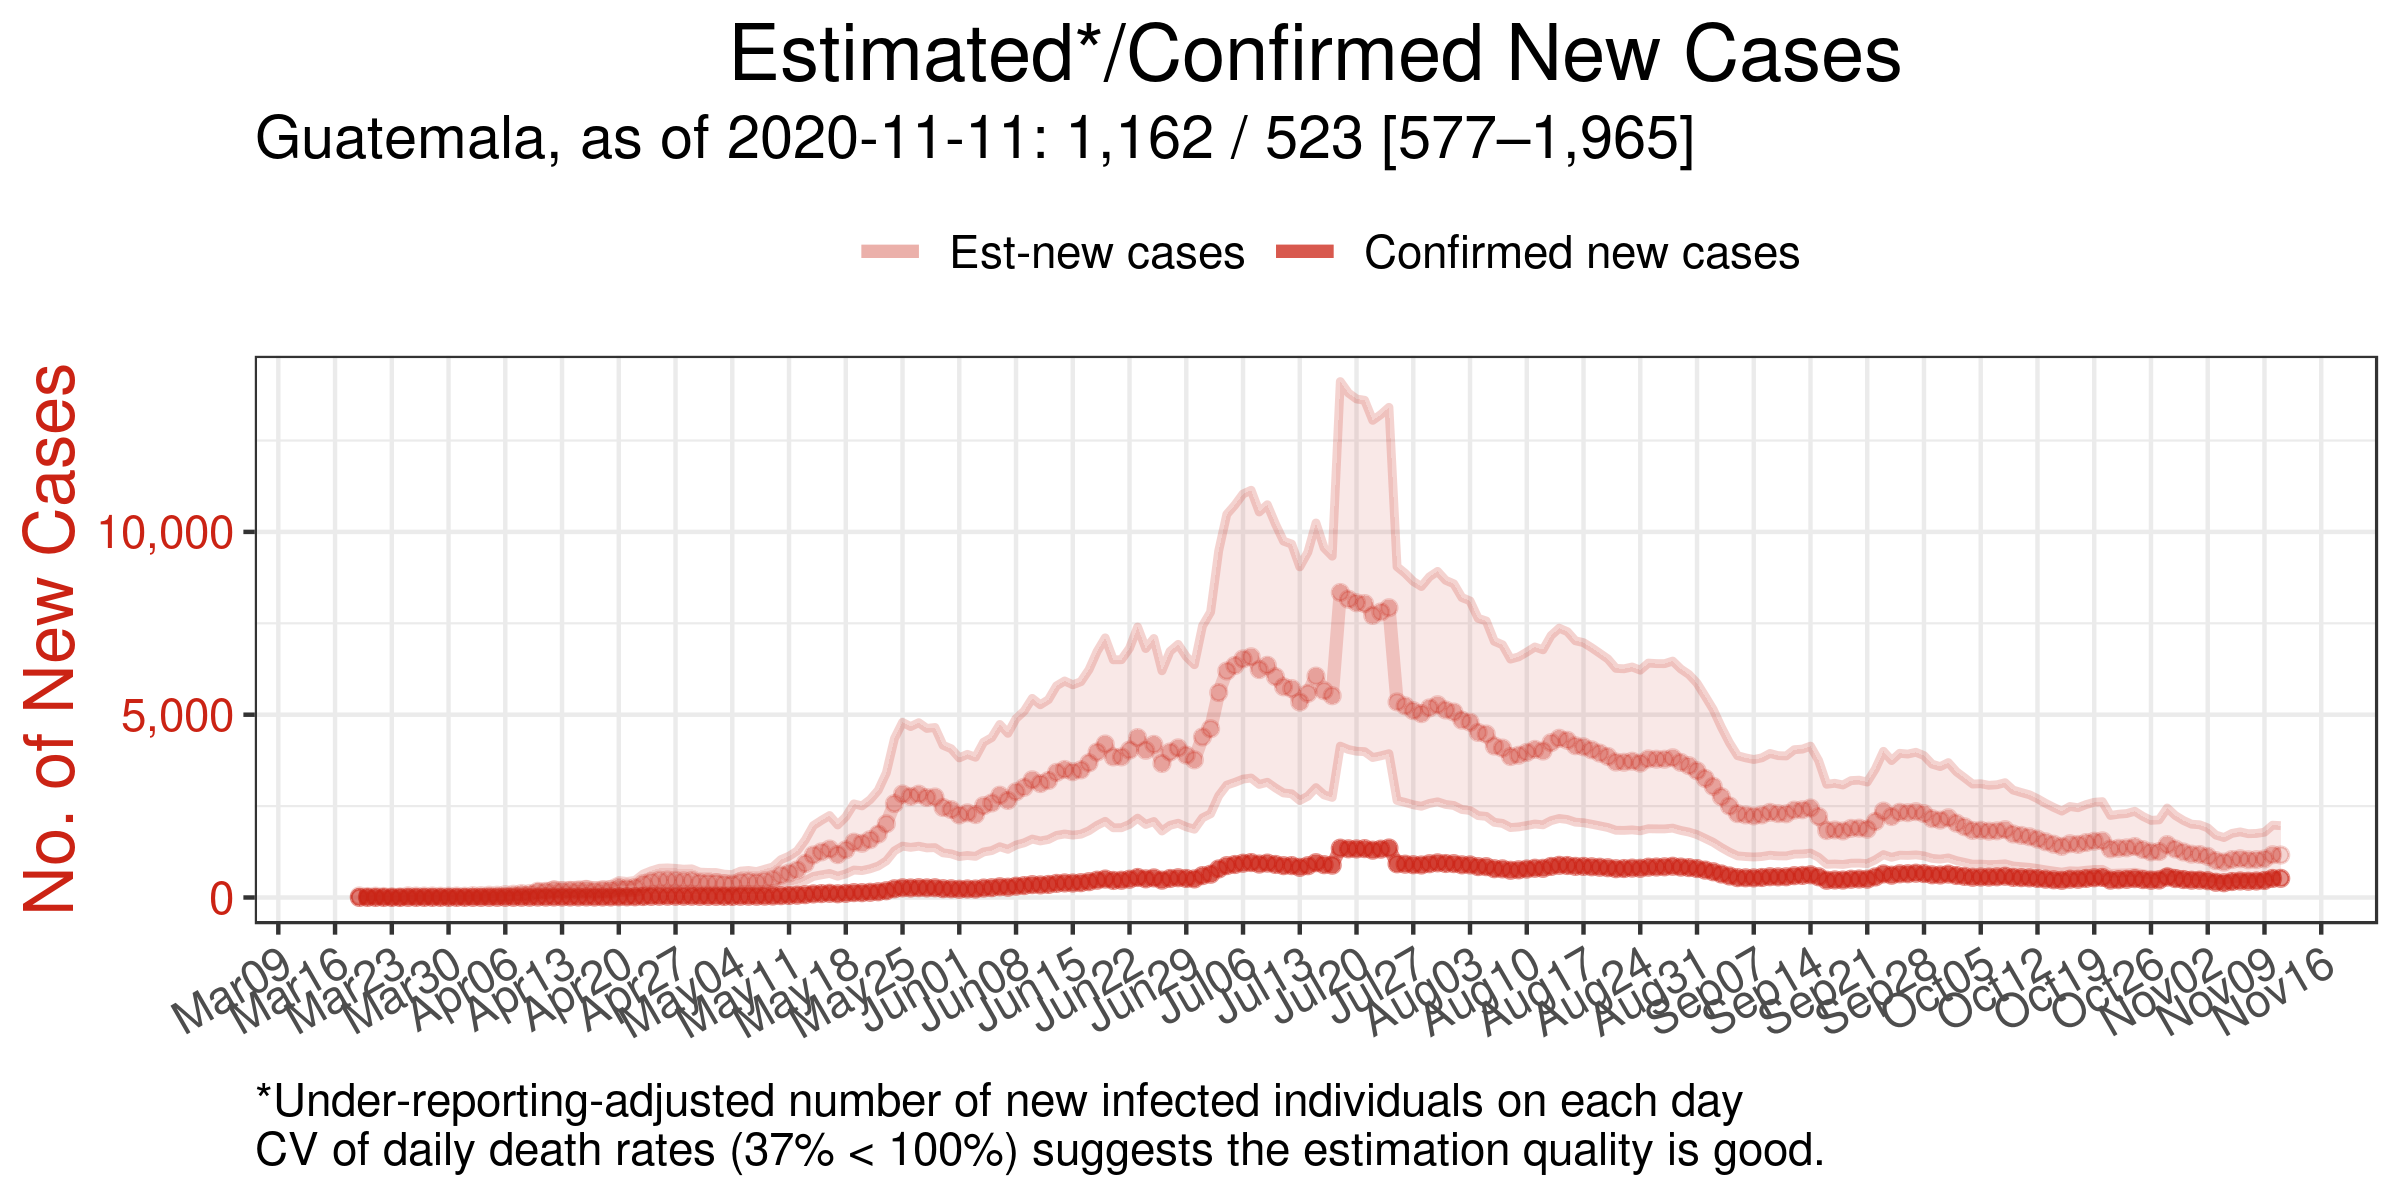 Estimated*/Confirmed New Cases
Guatemala, as of 2020-11-11: 1,162 / 523 [577–1,965]
Est-new cases Confirmed new cases
No. of New Cases
10,000
5,000
0
Mar09 Mar16 Mar23 Mar30 Apr06 Apr13 Apr20 Apr27 May04 May11 May18 May25 Jun01 Jun08 Jun15 Jun22 Jun29 Jul06 Jul13 Jul20 Jul27 Aug03 Aug10 Aug17 Aug24 Aug31 Sep07 Sep14 Sep21 Sep28 Oct05 Oct12 Oct19 Oct26 Nov02 Nov09 Nov16
*Under-reporting-adjusted number of new infected individuals on each day
CV of daily death rates (37% < 100%) suggests the estimation quality is good.